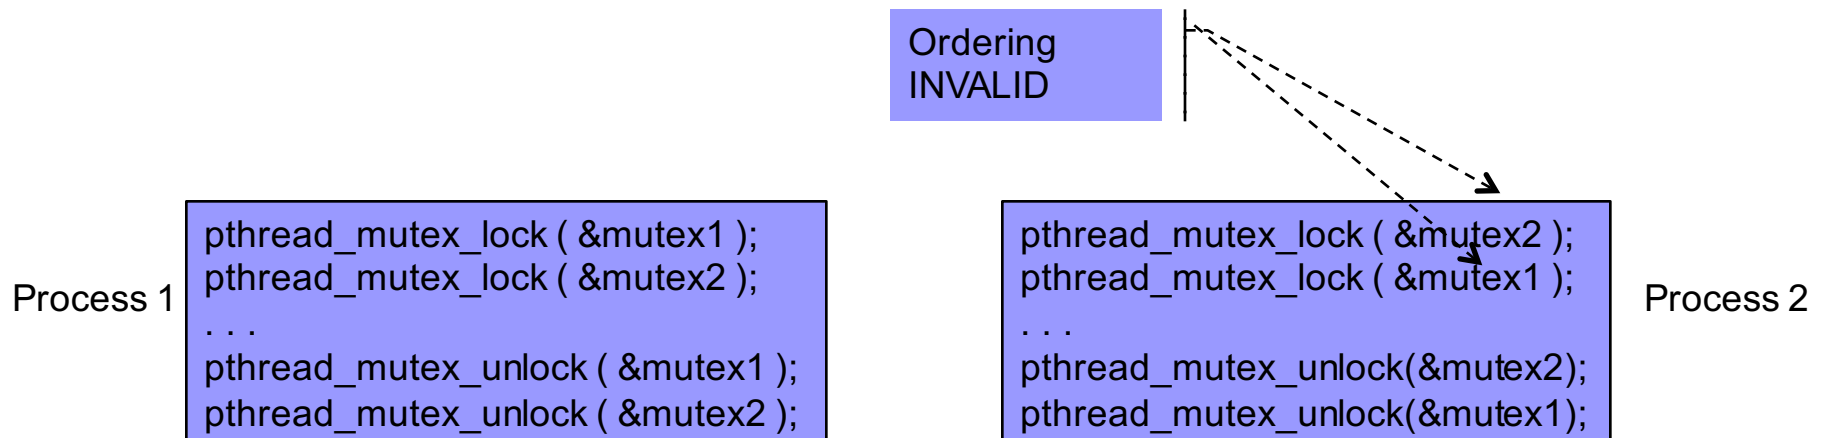 Ordering
INVALID
Process 1
pthread_mutex_lock ( &mutex1 );
pthread_mutex_lock ( &mutex2 );
. . .
pthread_mutex_unlock ( &mutex1 );
pthread_mutex_unlock ( &mutex2 );
pthread_mutex_lock ( &mutex2 );
pthread_mutex_lock ( &mutex1 );
. . .
pthread_mutex_unlock(&mutex2);
pthread_mutex_unlock(&mutex1);
Process 2